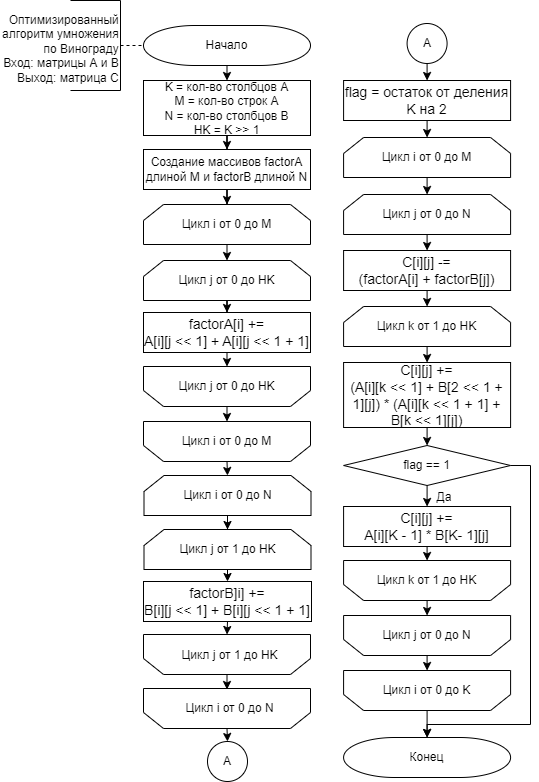 Оптимизированный
алгоритм умножения
по Винограду
Вход: матрицы A и B
Выход: матрица C
Начало
K = кол-во столбцов A
M = кол-во строк A
N = кол-во столбцов B
HK = K >> 1
Создание массивов factorA
длиной M и factorB длиной N
Цикл i от 0 до M
Цикл j от 0 до HK
factorA[i] +=
A[i][j << 1] + A[i][j << 1 + 1]
Цикл j от 0 до HK
Цикл i от 0 до M
Цикл i от 0 до N
Цикл j от 1 до HK
factorB]i] +=
B[i][j << 1] + B[i][j << 1 + 1]
Цикл j от 1 до HK
Цикл i от 0 до N
A
A
flag = остаток от деления
K на 2
Цикл i от 0 до M
Цикл j от 0 до N
C[i][j] -=
(factorA[i] + factorB[j])
Цикл k от 1 до HK
C[i][j] +=
(A[i][k << 1] + B[2 << 1 +
1][j]) * (A[i][k << 1 + 1] +
B[k << 1][j])
flag == 1
Да
C[i][j] +=
A[i][K - 1] * B[K- 1][j]
Цикл k от 1 до HK
Цикл j от 0 до N
Цикл i от 0 до K
Конец